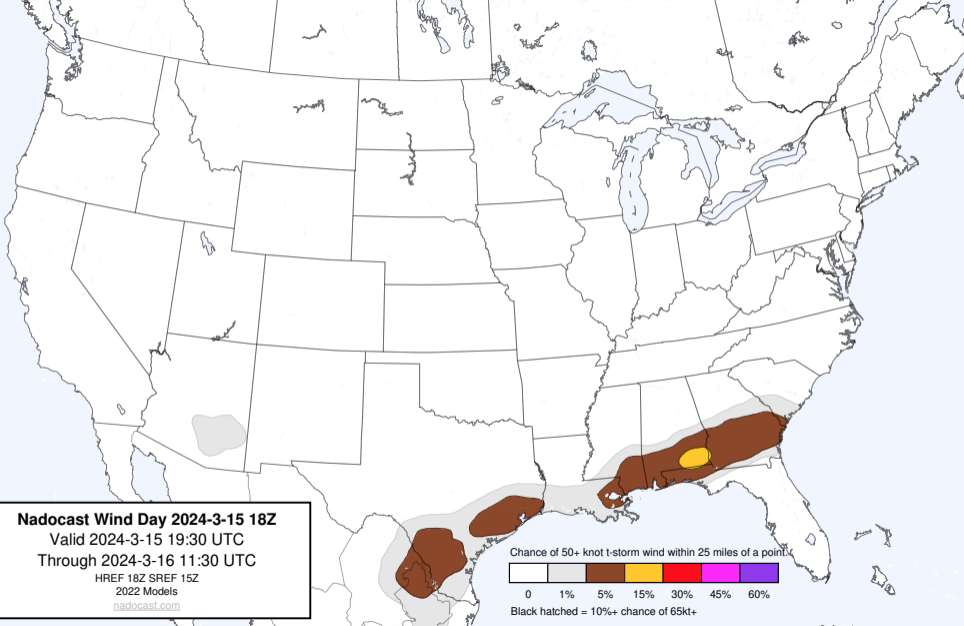 Nadocast Wind Day 2024-3-15 18Z
Valid 2024-3-15 19:30 UTC
Through 2024-3-16 11:30 UTC
HREF 18Z SREF 15Z
2022 Models
nadocast.com
Chance of 50+ knot t-storm wind within 25 miles of a point.
0 1% 5% 15% 30% 45% 60%
Black hatched = 10%+ chance of 65kt+